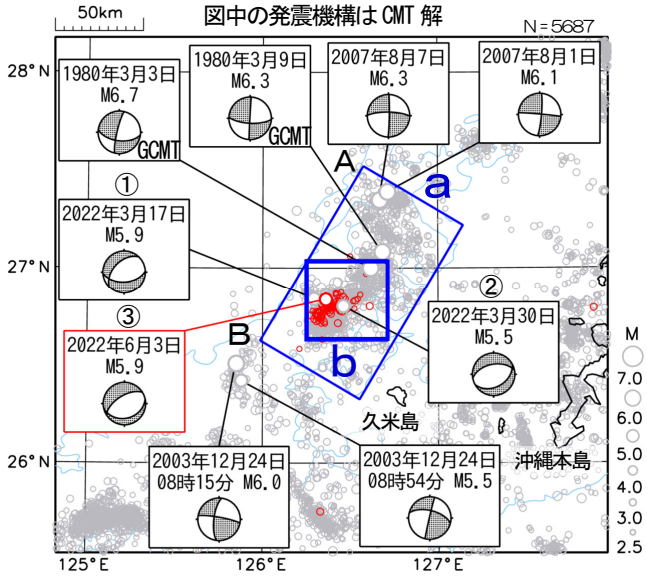 50km
図中の発震機構は CMT 解
N=5687
28°N
1980年3月3日
M6.7
GCMT
1980年3月9日
M6.3
GCMT
2007年8月7日
M6.3
2007年8月1日
M6.1
A
a
①
2022年3月17日
M5.9
27°N
③
2022年6月3日
M5.9
B
b
②
2022年3月30日
M5.5
久米島
沖縄本島
26°N
2003年12月24日
08時15分 M6.0
2003年12月24日
08時54分 M5.5
M
7.0
6.0
5.0
4.0
3.0
2.5
125°E
126°E
127°E